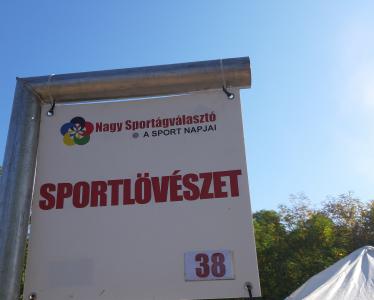 Nagy Sportágválasztó
A SPORT NAPJAI
SPORTLÖVÉSZET
38